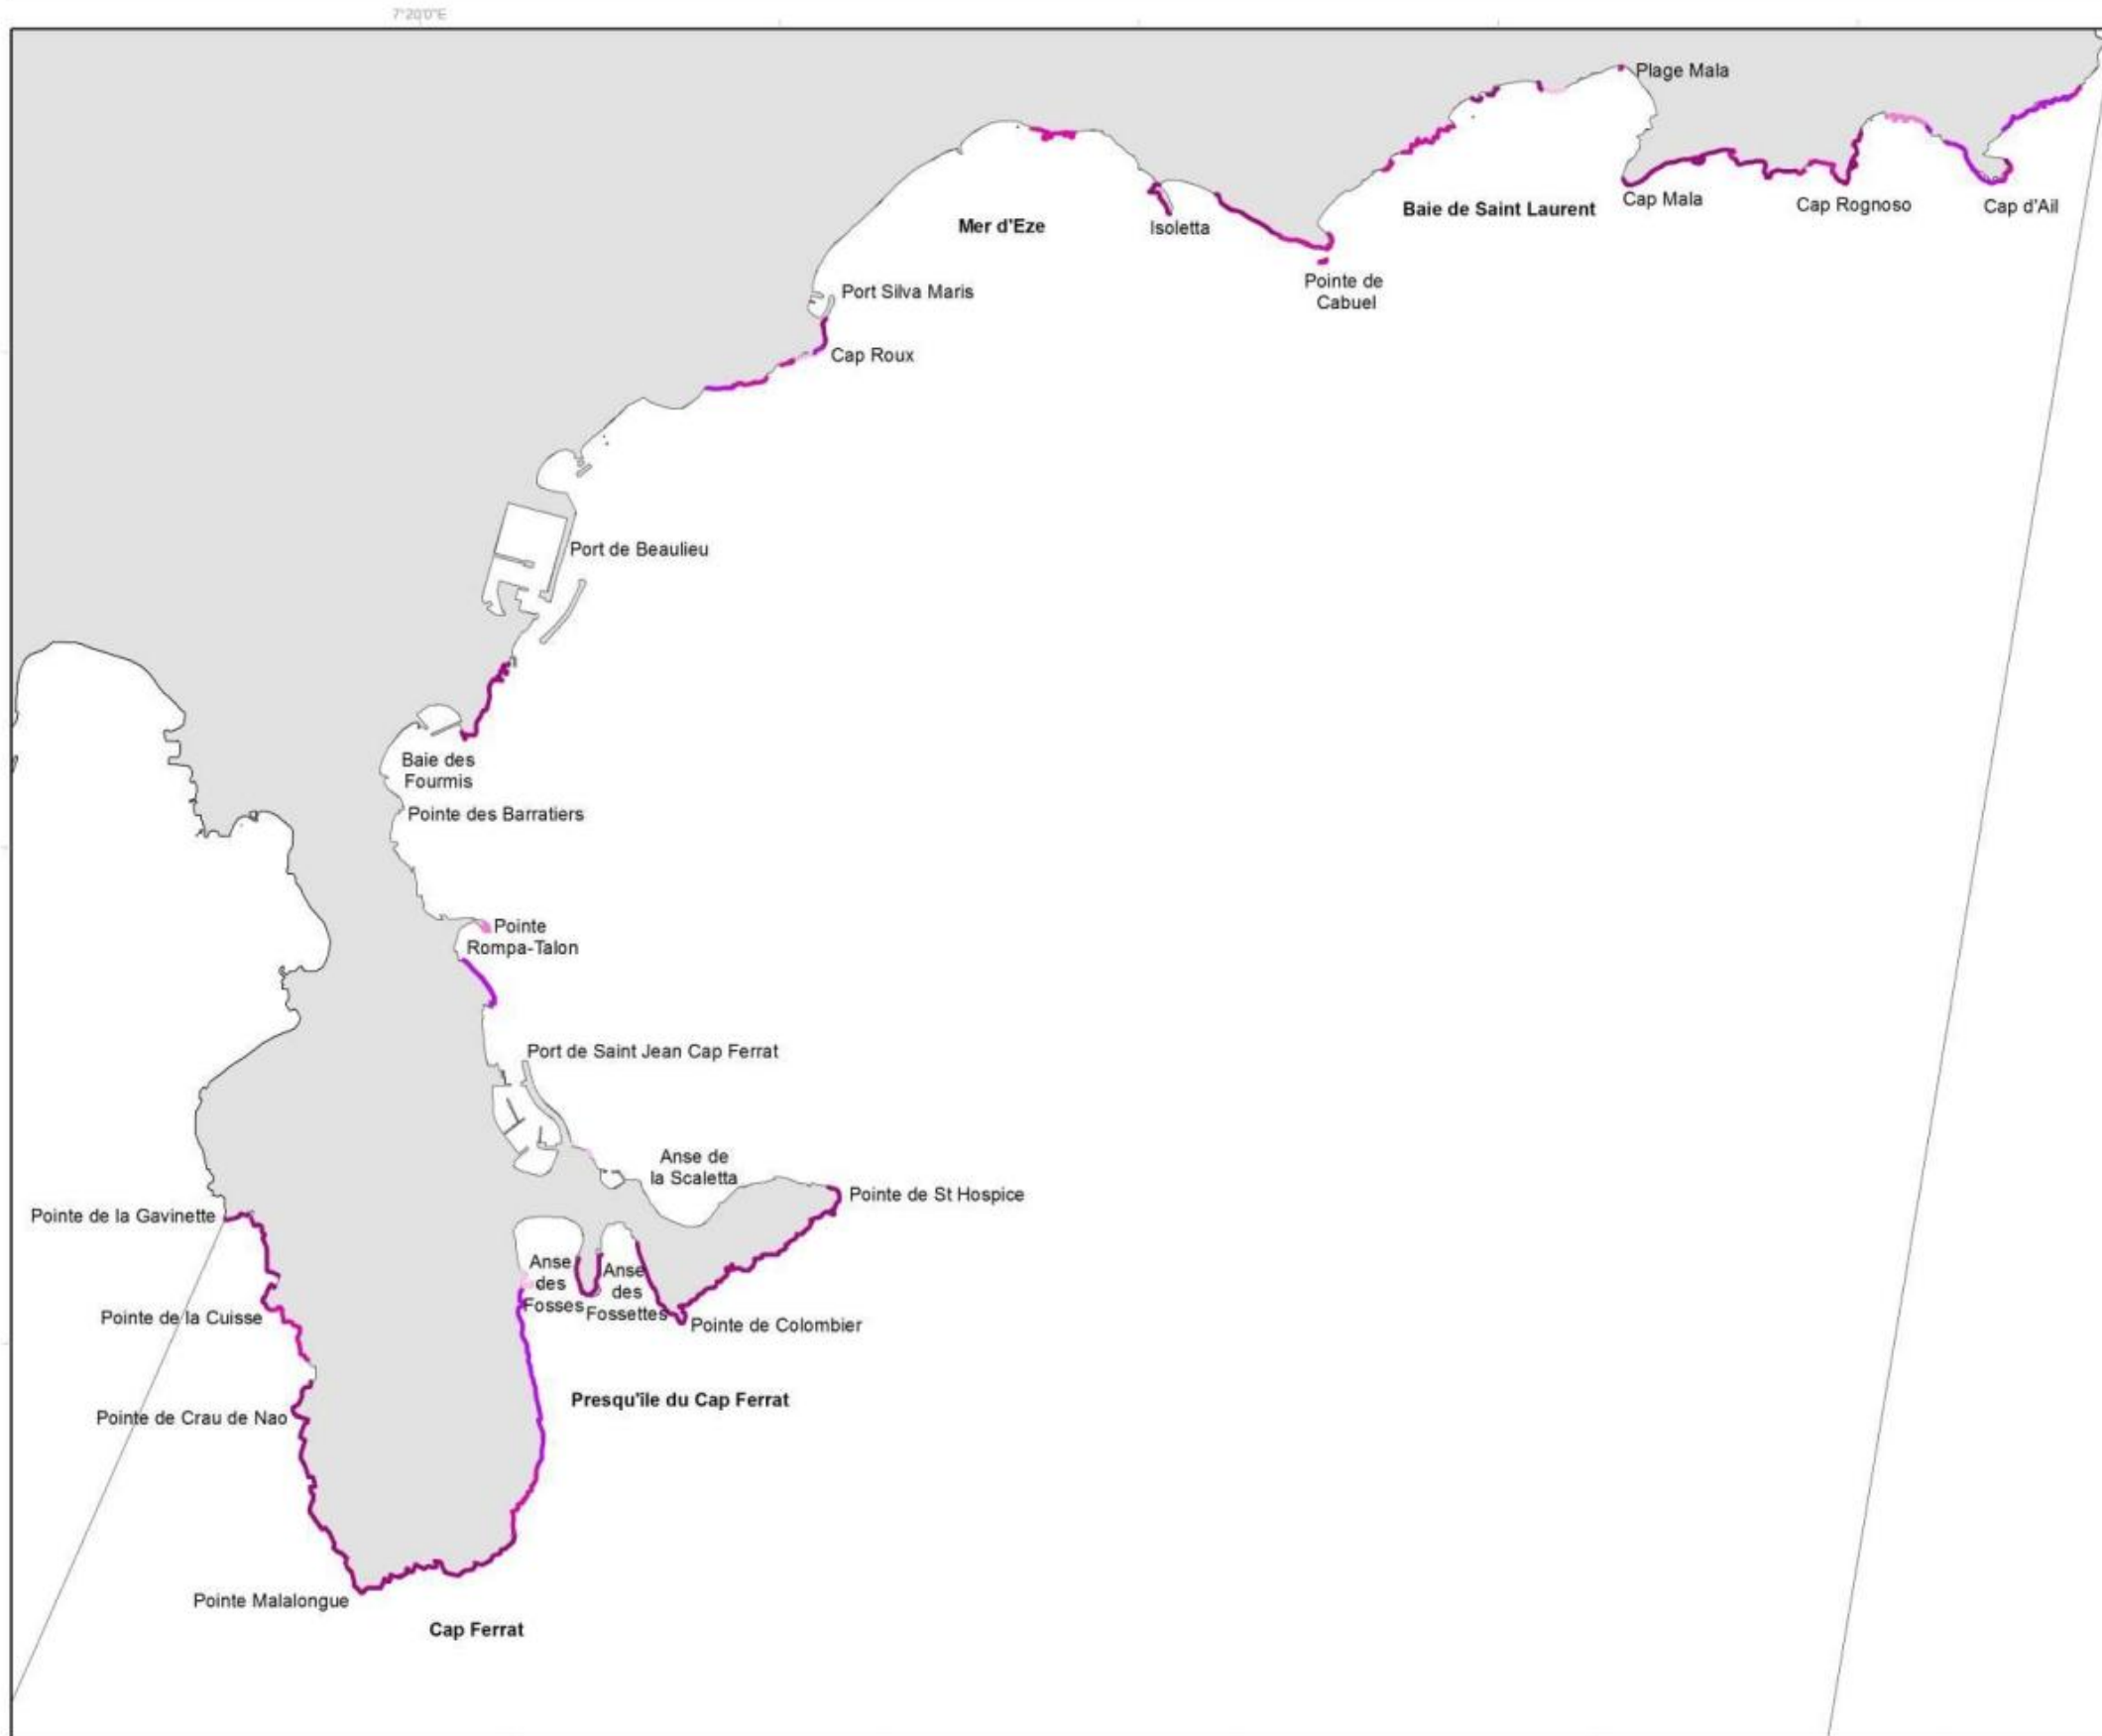 7°20'0"E
Plage Mala
Cap Mala
Cap Rognoso
Cap d'Ail
Baie de Saint Laurent
Mer d'Eze
Isoletta
Pointe de
Cabuel
Port Silva Maris
Cap Roux
Port de Beaulieu
Baie des
Fourmis
Pointe des Barratiers
Pointe
Rompa-Talon
Port de Saint Jean Cap Ferrat
Anse de
la Scaletta
Pointe de St Hospice
Pointe de la Gavinette
Anse
des
Fosses
Anse
des
Fossettes
Pointe de la Cuisse
Pointe de Colombier
Presqu'île du Cap Ferrat
Pointe de Crau de Nao
Pointe Malalongue
Cap Ferrat